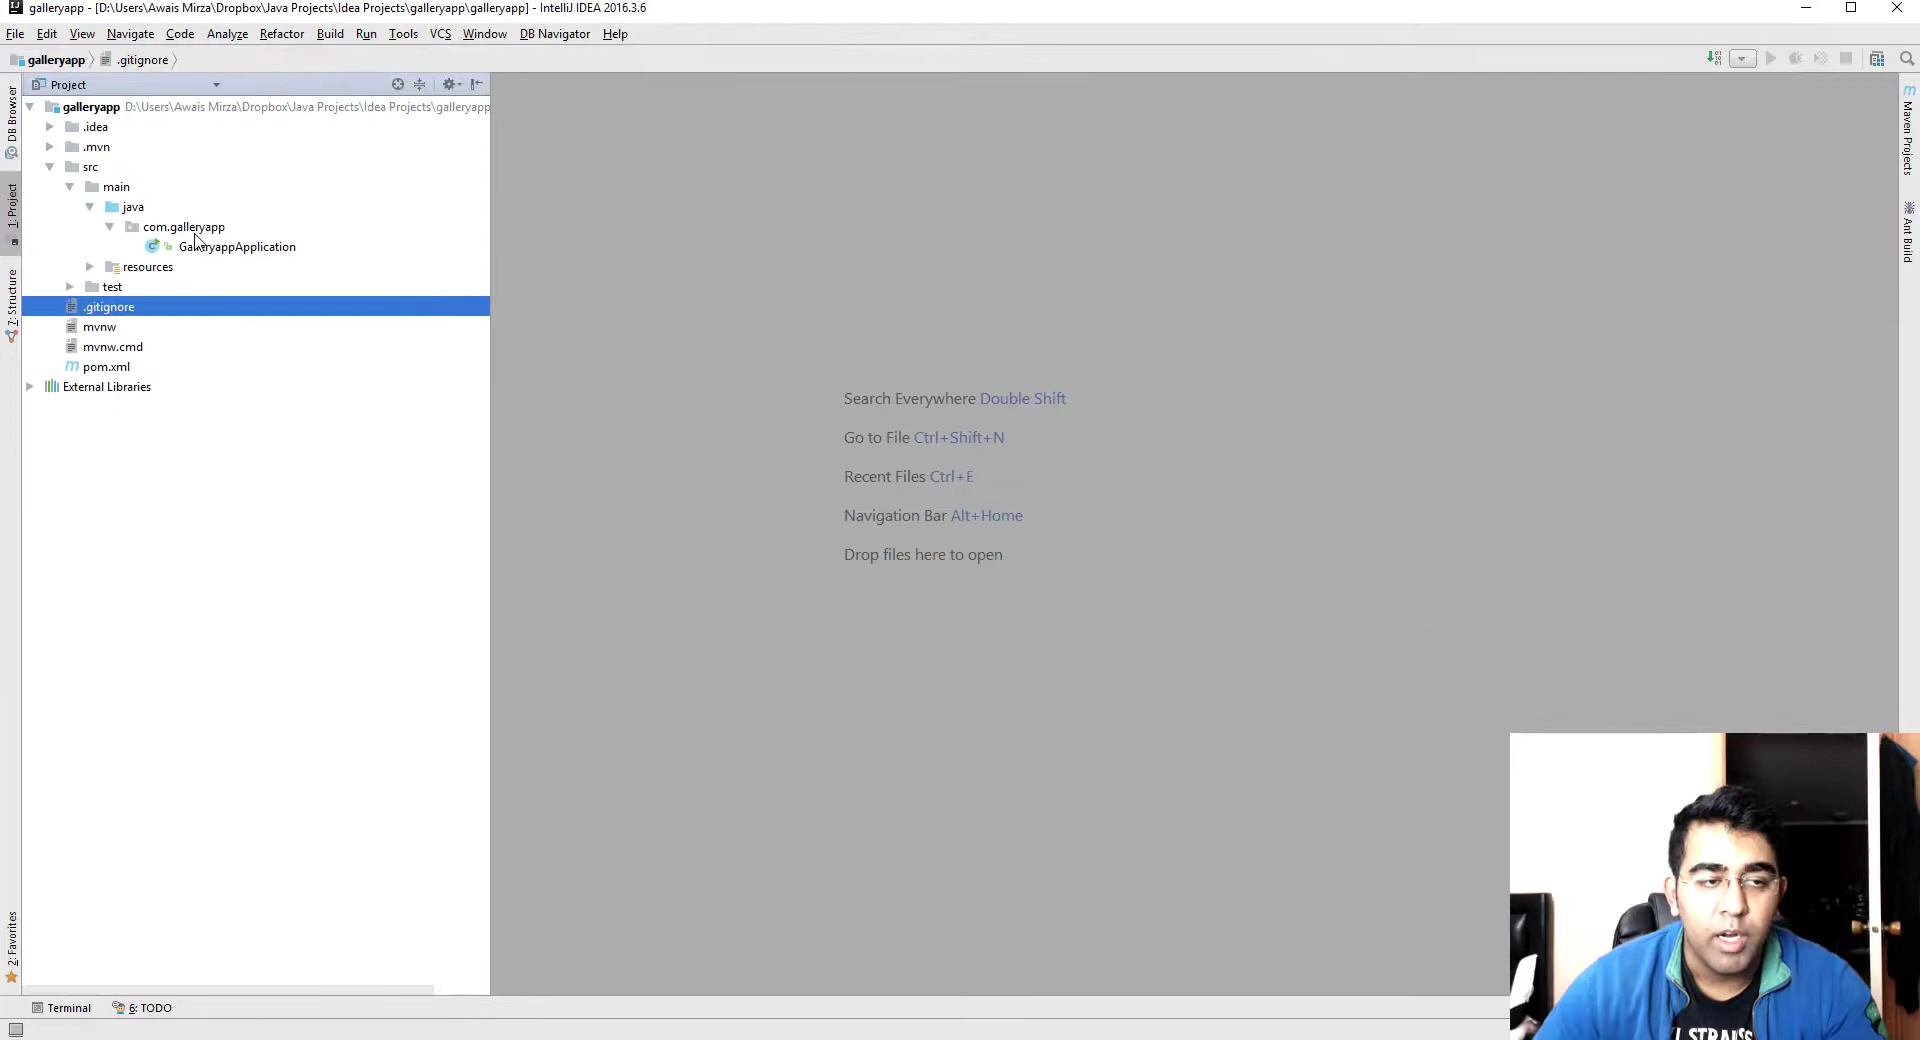 galleryapp - [D:\Users\Awais Mirza\Dropbox\Java Projects\Idea Projects\galleryapp\galleryapp] - IntelliJ IDEA 2016.3.6
File Edit View Navigate Code Analyze Refactor Build Run Tools VCS Window DB Navigator Help
galleryapp .gitignore
Project
galleryapp D:\Users\Awais Mirza\Dropbox\Java Projects\Idea Projects\galleryapp
.idea
.mvn
src
main
java
com.galleryapp
GalleryappApplication
resources
test
.gitignore
mvnw
mvnw.cmd
pom.xml
External Libraries
DB Browser
1: Project
7: Structure
2: Favorites
Search Everywhere Double Shift
Go to File Ctrl+Shift+N
Recent Files Ctrl+E
Navigation Bar Alt+Home
Drop files here to open
Maven Projects
Ant Build
Terminal 6: TODO